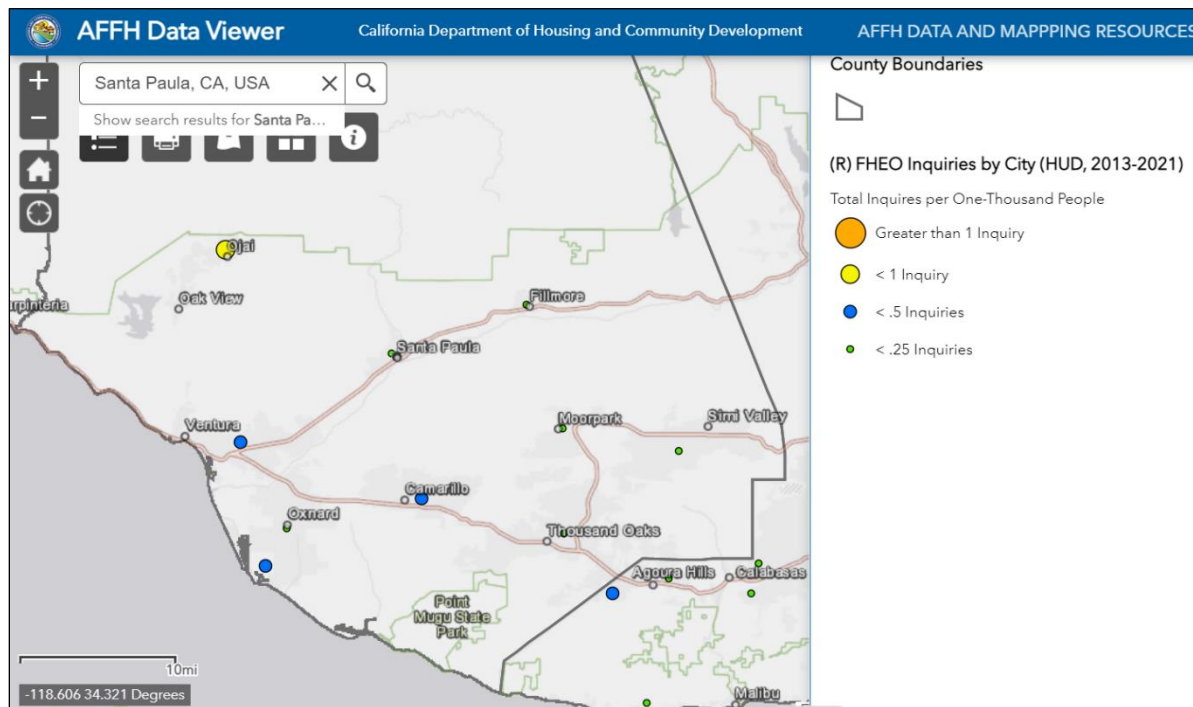 AFFH Data Viewer
California Department of Housing and Community Development
AFFH DATA AND MAPPPING RESOURCES
Santa Paula, CA, USA
Show search results for Santa Pa...
Ojai
Oak View
arpinteria
Fillmore
Santa Paula
Ventura
Moorpark
Simi Valley
Camarillo
Oxnard
Thousand Oaks
Agoura Hills
Calabasas
Point
Mugu State
Park
Malibu
10mi
-118.606 34.321 Degrees
County Boundaries
(R) FHEO Inquiries by City (HUD, 2013-2021)
Total Inquires per One-Thousand People
Greater than 1 Inquiry
< 1 Inquiry
< .5 Inquiries
< .25 Inquiries